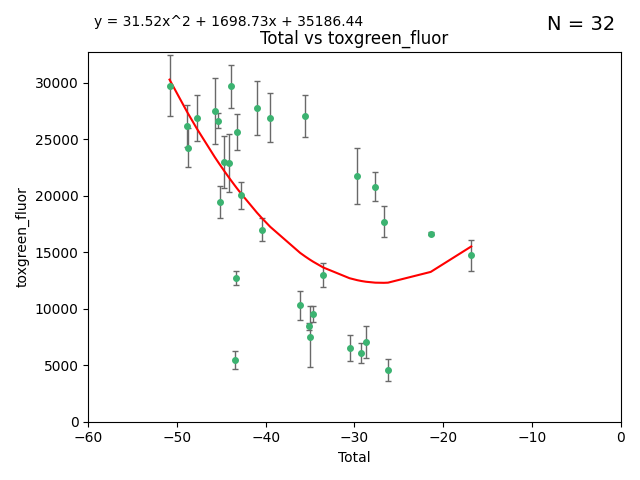 y = 31.52x^2 + 1698.73x + 35186.44
N = 32
Total vs toxgreen_fluor
30000
25000
20000
15000
10000
5000
0
toxgreen_fluor
−60
−50
−40
−30
−20
−10
0
Total